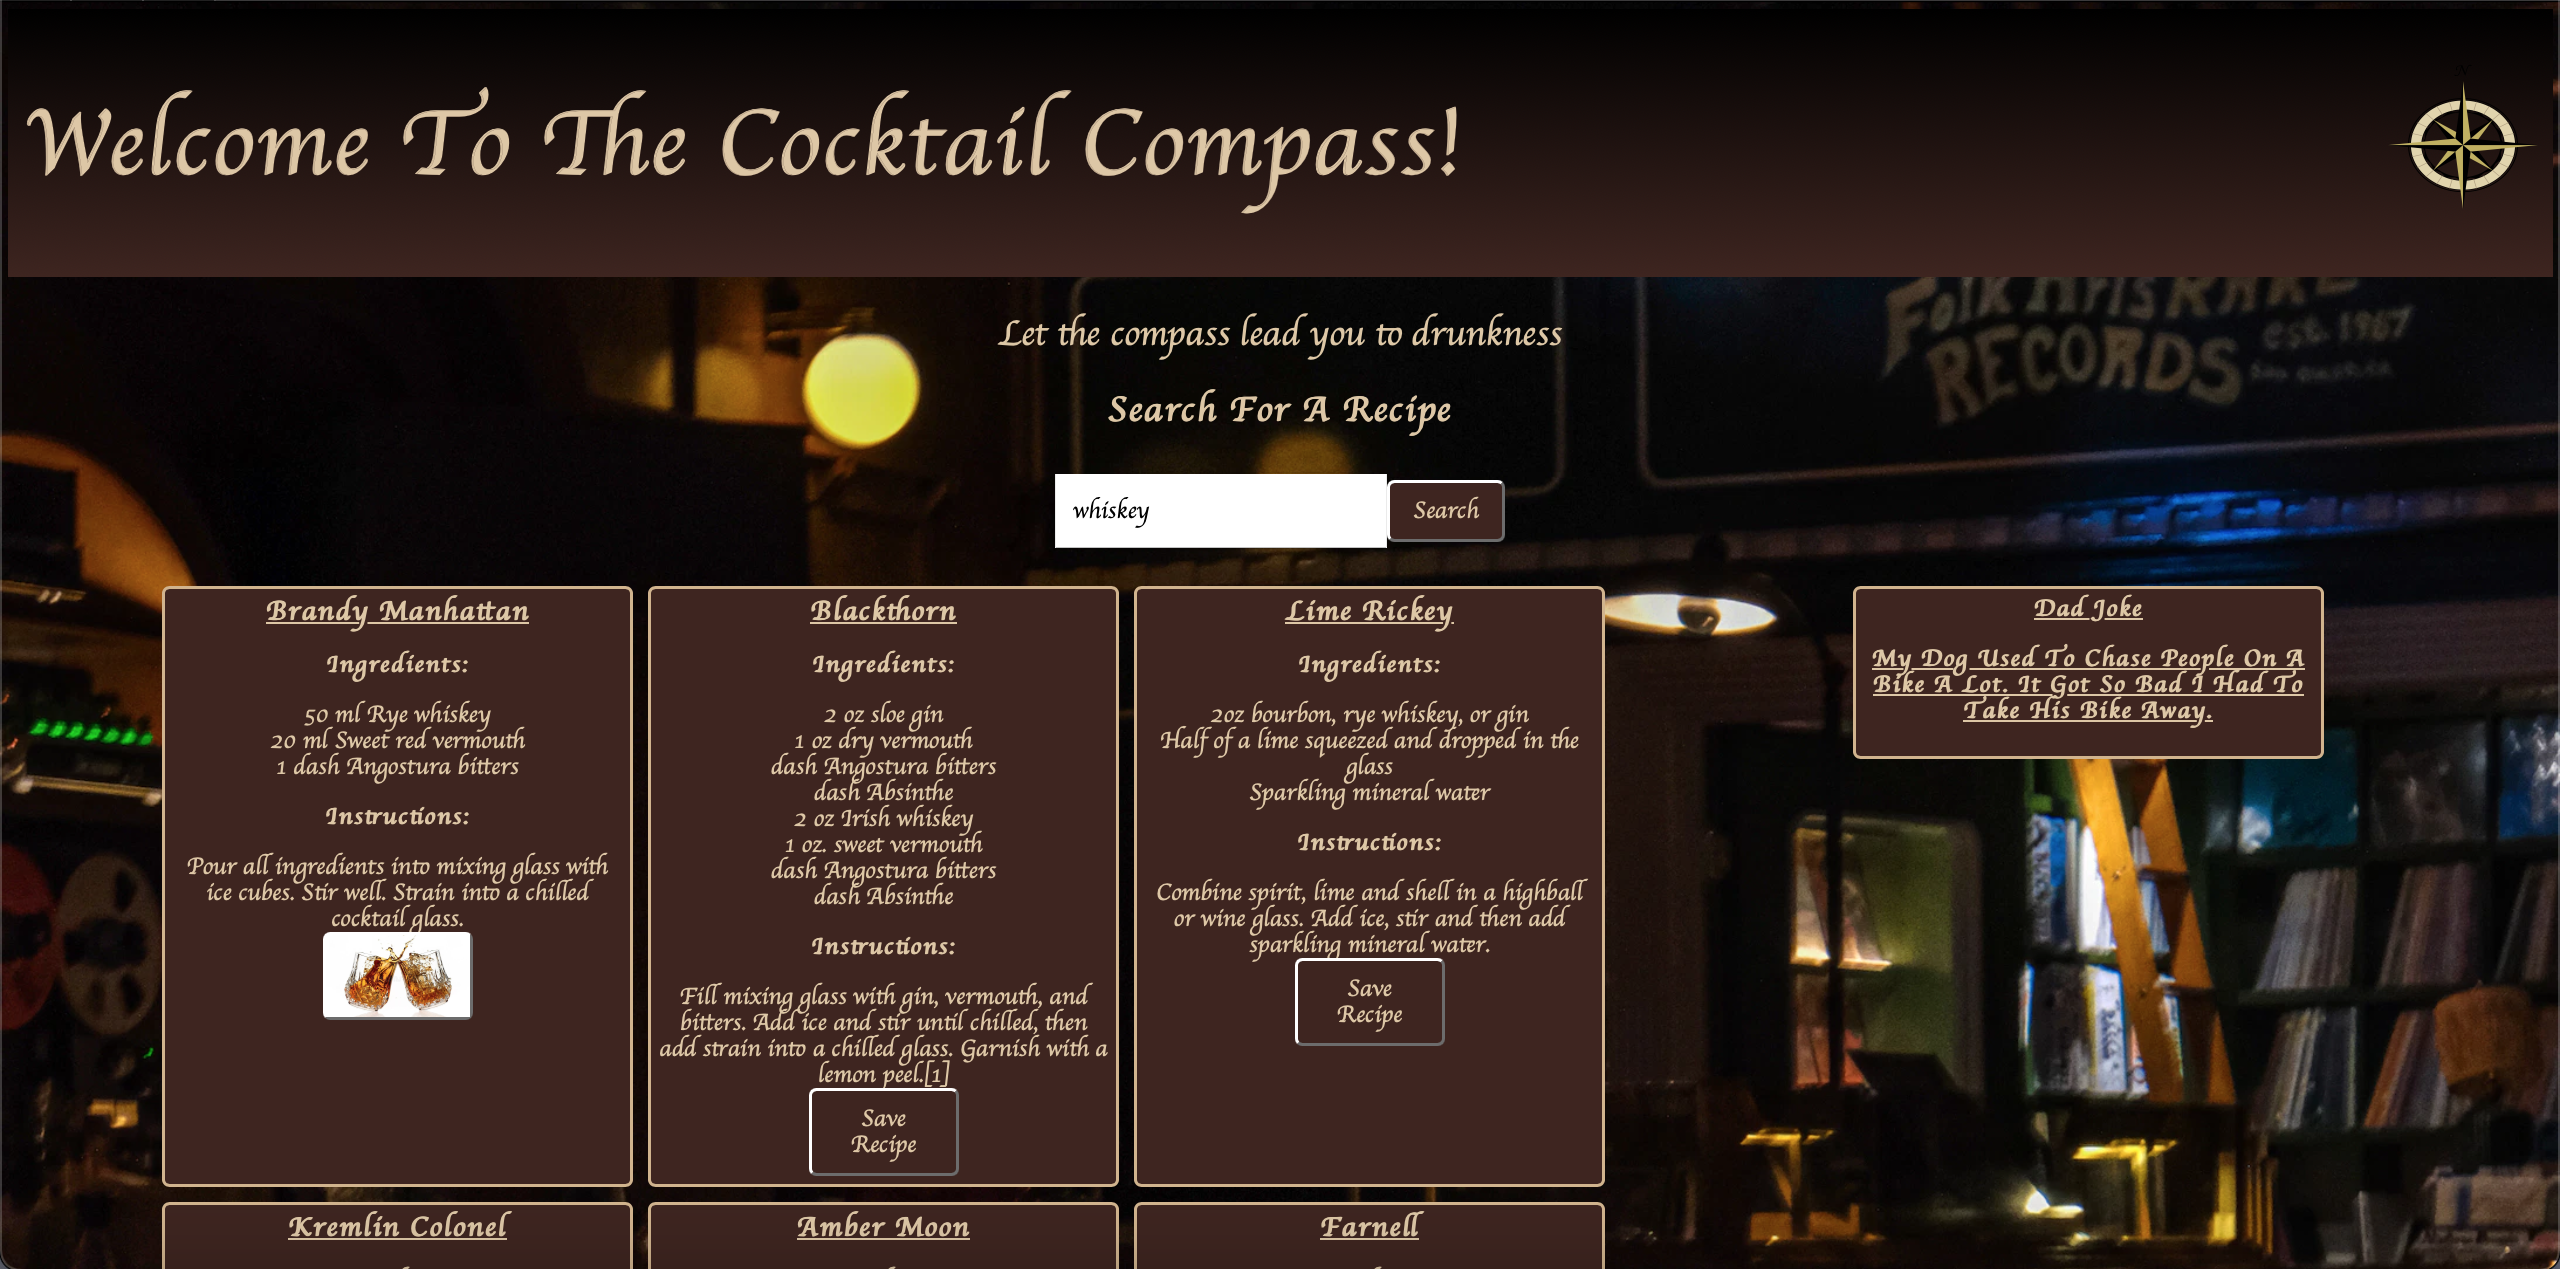 Welcome To The Cocktail Compass!
Folk Arts RARE
RECORDS
est. 1967
Let the compass lead you to drunkness
Search For A Recipe
whiskey
Search
Brandy Manhattan
Ingredients:
50 ml Rye whiskey
20 ml Sweet red vermouth
1 dash Angostura bitters
Instructions:
Pour all ingredients into mixing glass with
ice cubes. Stir well. Strain into a chilled
cocktail glass.
Blackthorn
Ingredients:
2 oz sloe gin
1 oz dry vermouth
dash Angostura bitters
dash Absinthe
2 oz Irish whiskey
1 oz. sweet vermouth
dash Angostura bitters
dash Absinthe
Instructions:
Fill mixing glass with gin, vermouth, and
bitters. Add ice and stir until chilled, then
add strain into a chilled glass. Garnish with a
lemon peel.[1]
Save
Recipe
Lime Rickey
Ingredients:
2oz bourbon, rye whiskey, or gin
Half of a lime squeezed and dropped in the
glass
Sparkling mineral water
Instructions:
Combine spirit, lime and shell in a highball
or wine glass. Add ice, stir and then add
sparkling mineral water.
Save
Recipe
Dad Joke
My Dog Used To Chase People On A
Bike A Lot. It Got So Bad I Had To
Take His Bike Away.
Kremlin Colonel
Amber Moon
Farnell